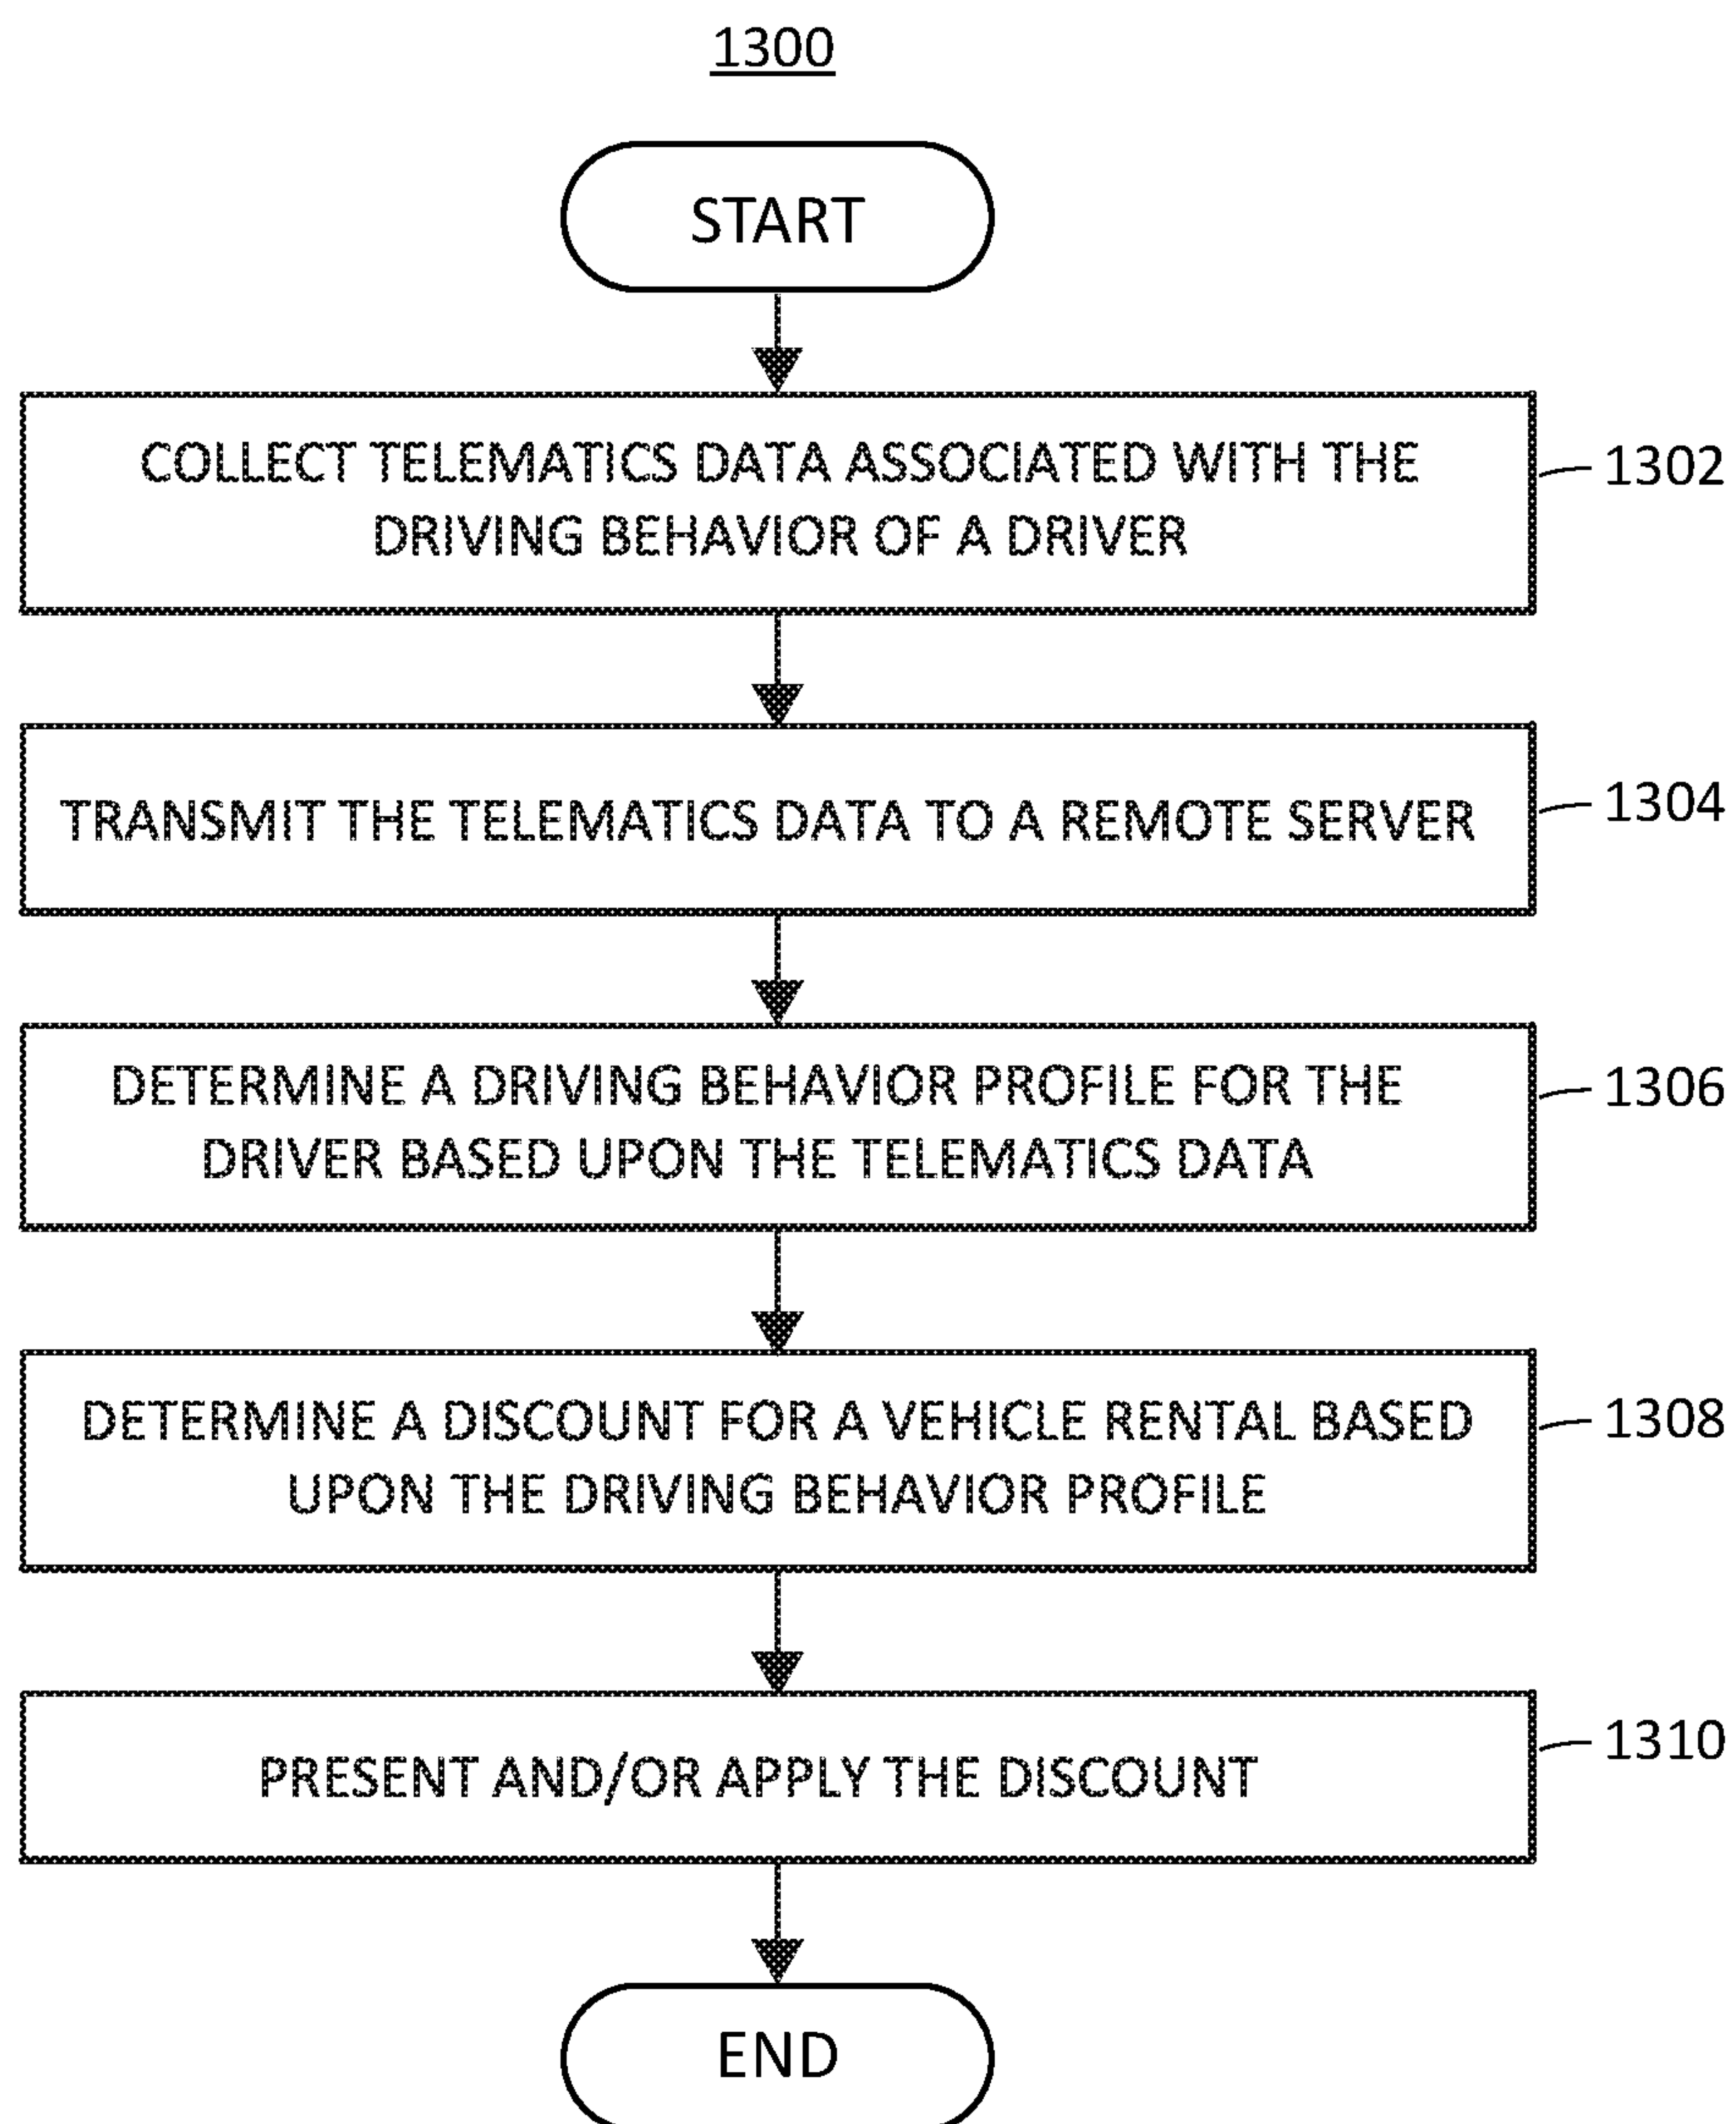 1300
START
COLLECT TELEMATICS DATA ASSOCIATED WITH THE
DRIVING BEHAVIOR OF A DRIVER
1302
TRANSMIT THE TELEMATICS DATA TO A REMOTE SERVER
1304
DETERMINE A DRIVING BEHAVIOR PROFILE FOR THE
DRIVER BASED UPON THE TELEMATICS DATA
1306
DETERMINE A DISCOUNT FOR A VEHICLE RENTAL BASED
UPON THE DRIVING BEHAVIOR PROFILE
1308
PRESENT AND/OR APPLY THE DISCOUNT
1310
END